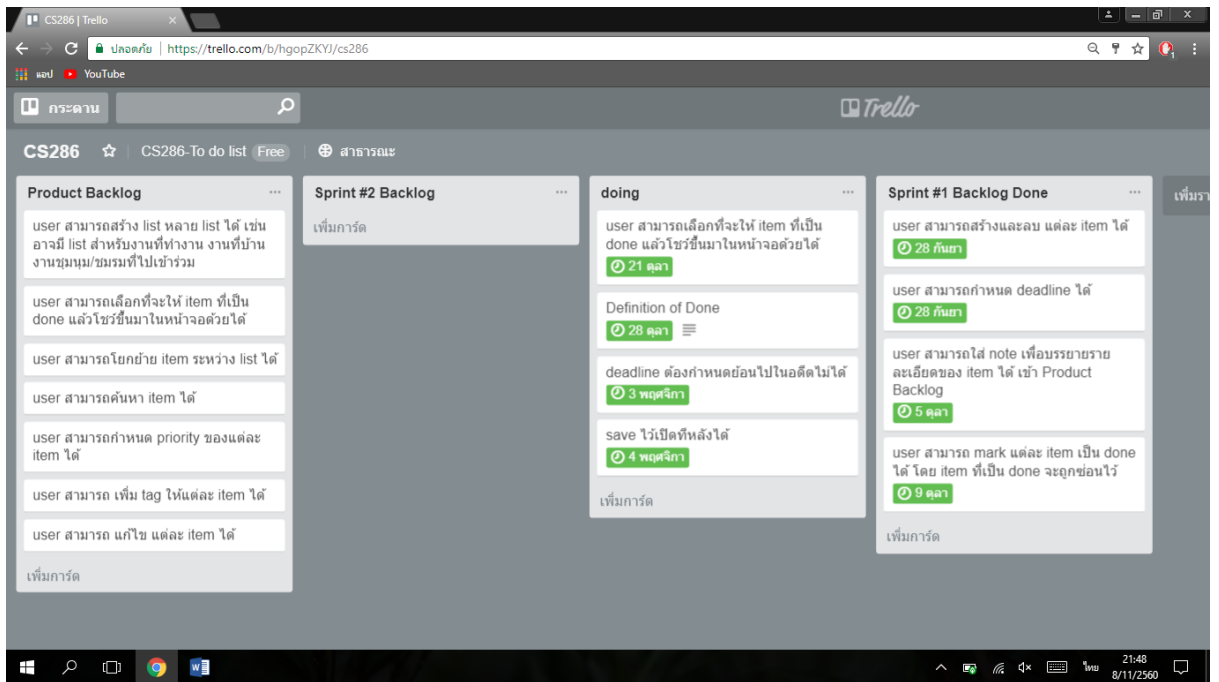 CS286 | Trello
ปลอดภัย | https://trello.com/b/hgopZKYJ/cs286
แอป YouTube
กระดาน
Trello
CS286 CS286-To do list Free สาธารณะ
Product Backlog
user สามารถสร้าง list หลาย list ได้ เช่น
อาจมี list สำหรับงานที่ทำงาน งานที่บ้าน
งานชุมนุม/ชมรมที่ไปเข้าร่วม
user สามารถเลือกที่จะให้ item ที่เป็น
done แล้วโชว์ขึ้นมาในหน้าจอด้วยได้
user สามารถโยกย้าย item ระหว่าง list ได้
user สามารถค้นหา item ได้
user สามารถกำหนด priority ของแต่ละ
item ได้
user สามารถ เพิ่ม tag ให้แต่ละ item ได้
user สามารถ แก้ไข แต่ละ item ได้
เพิ่มการ์ด
Sprint #2 Backlog
เพิ่มการ์ด
doing
user สามารถเลือกที่จะให้ item ที่เป็น
done แล้วโชว์ขึ้นมาในหน้าจอด้วยได้
21 ตุลา
Definition of Done
28 ตุลา
deadline ต้องกำหนดย้อนไปในอดีตไม่ได้
3 พฤศจิกา
save ไว้เปิดทีหลังได้
4 พฤศจิกา
เพิ่มการ์ด
Sprint #1 Backlog Done
user สามารถสร้างและลบ แต่ละ item ได้
28 กันยา
user สามารถกำหนด deadline ได้
28 กันยา
user สามารถใส่ note เพื่อบรรยายราย
ละเอียดของ item ได้ เข้า Product
Backlog
5 ตุลา
user สามารถ mark แต่ละ item เป็น done
ได้ โดย item ที่เป็น done จะถูกซ่อนไว้
9 ตุลา
เพิ่มการ์ด
เพิ่มรา
ไทย
21:48
8/11/2560